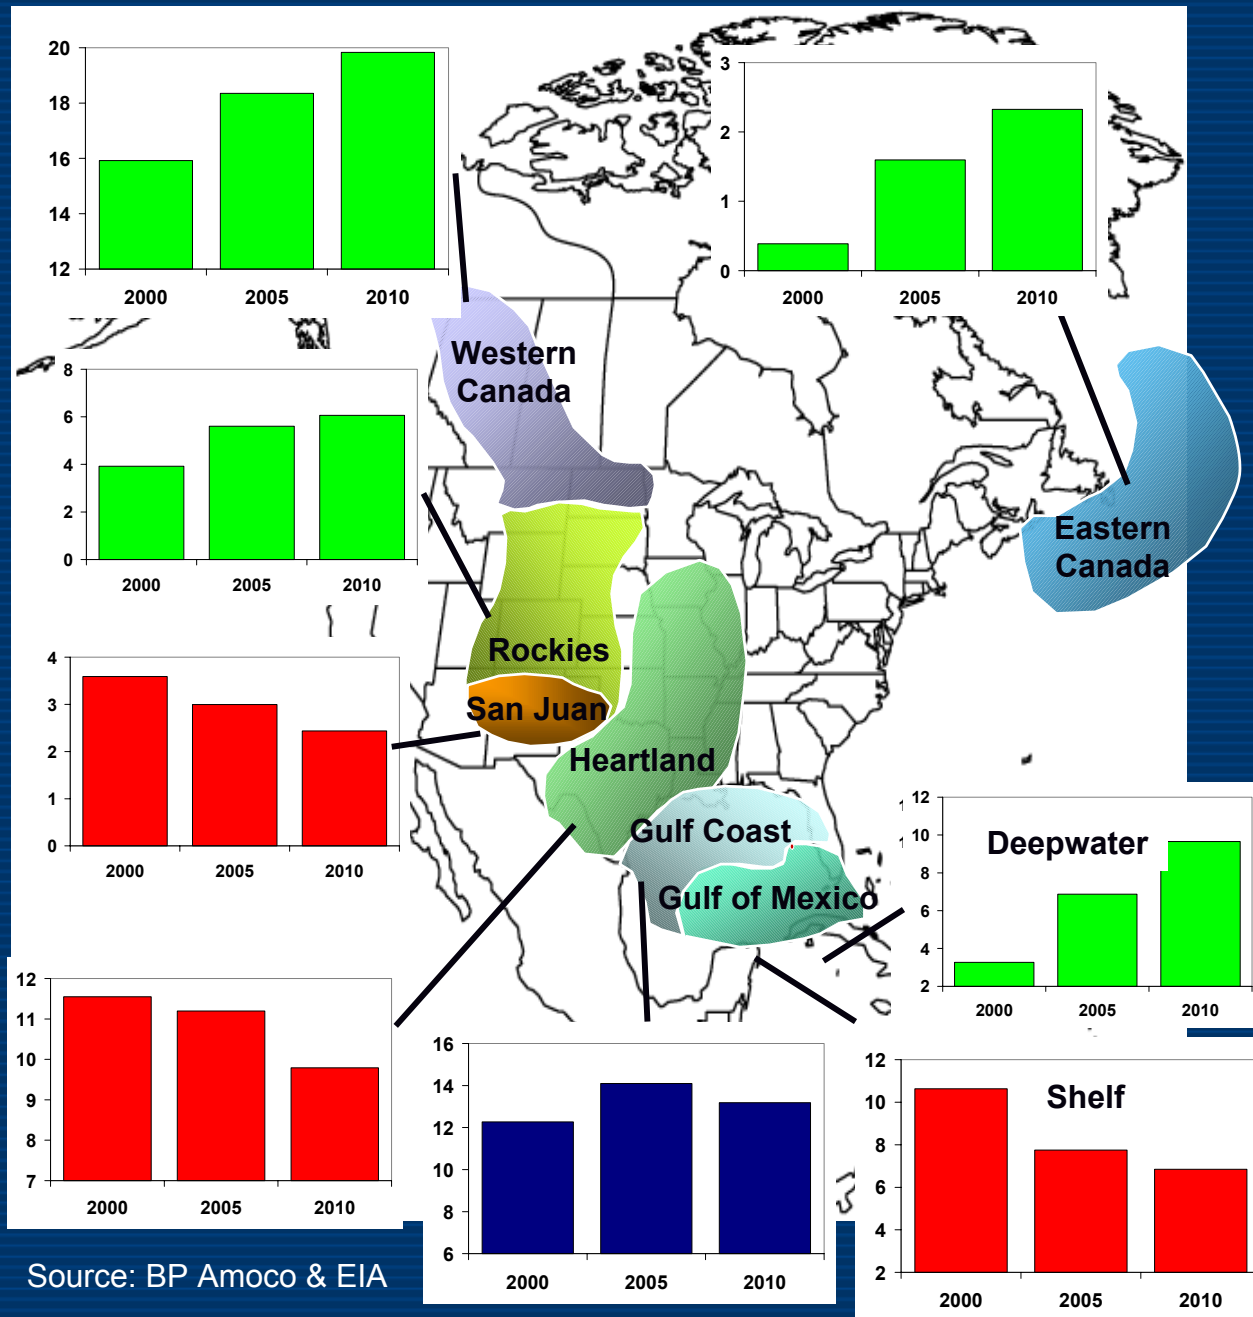 20
18
16
14
12
2000 2005 2010
3
2
1
0
2000 2005 2010
Western
Canada
8
6
4
2
0
2000 2005 2010
Eastern
Canada
Rockies
4
3
2
1
0
2000 2005 2010
San Juan
Heartland
Gulf Coast
Gulf of Mexico
12
10
8
6
4
2
Deepwater
2000 2005 2010
12
11
10
9
8
7
2000 2005 2010
16
14
12
10
8
6
2000 2005 2010
12
10
8
6
4
2
Shelf
2000 2005 2010
Source: BP Amoco & EIA